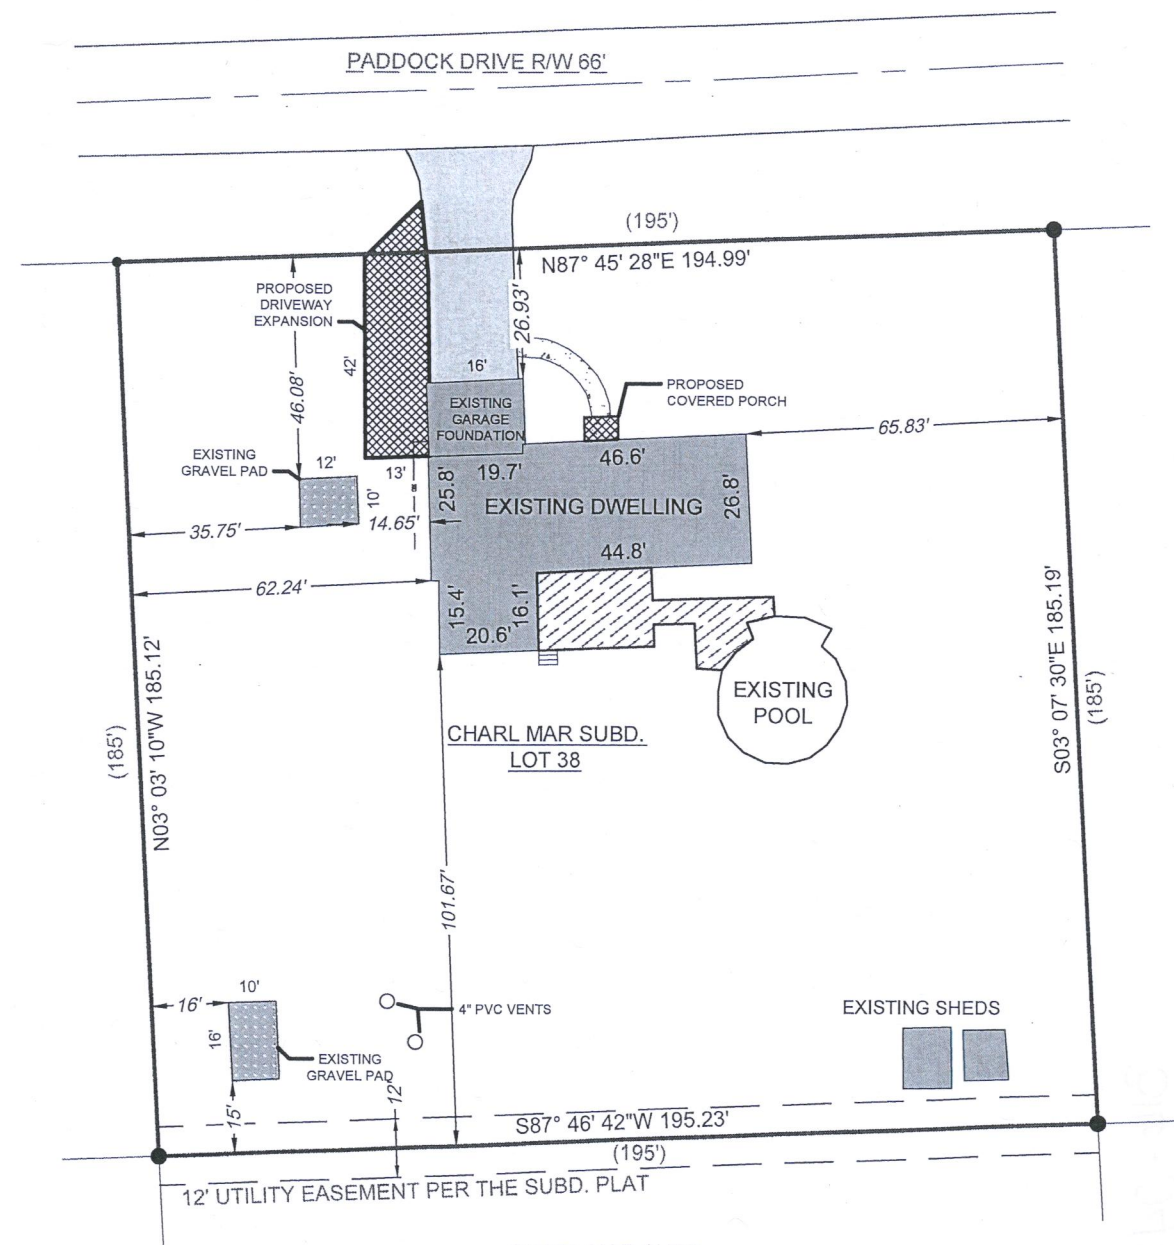 PADDOCK DRIVE R/W 66'
(195')
N87° 45' 28"E 194.99'
PROPOSED
DRIVEWAY
EXPANSION
42'
46.08'
26.93'
16'
EXISTING
GARAGE
FOUNDATION
PROPOSED
COVERED PORCH
65.83'
EXISTING
GRAVEL PAD
12'
10'
13'
19.7'
46.6'
25.8'
EXISTING DWELLING
26.8'
35.75'
14.65'
44.8'
62.24'
15.4'
16.1'
20.6'
EXISTING
POOL
CHARL MAR SUBD.
LOT 38
(185')
N03° 03' 10"W 185.12'
S03° 07' 30"E 185.19'
(185')
101.67'
16'
10'
16'
4" PVC VENTS
EXISTING
GRAVEL PAD
EXISTING SHEDS
15'
12'
S87° 46' 42"W 195.23'
(195')
12' UTILITY EASEMENT PER THE SUBD. PLAT